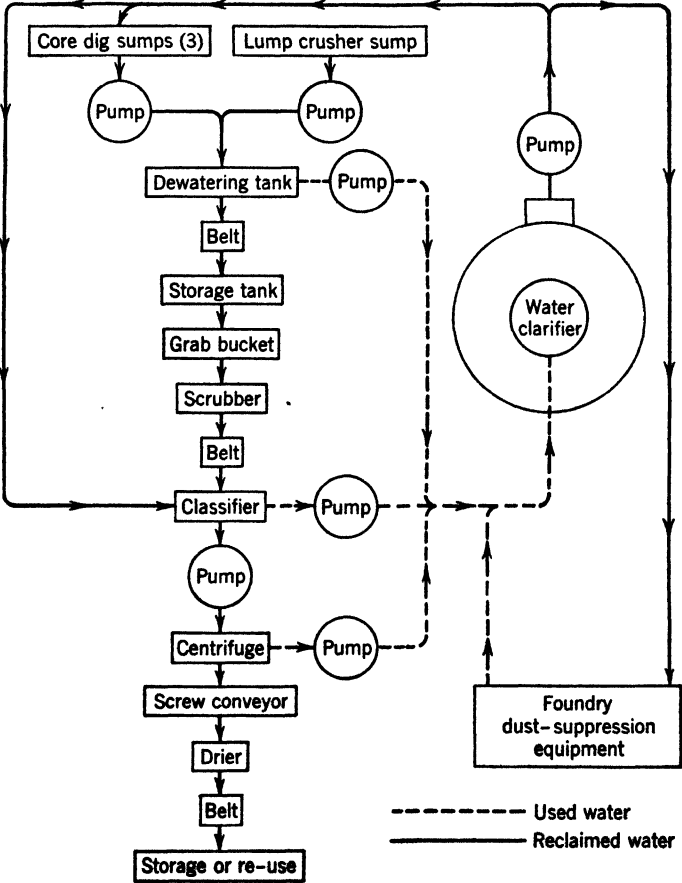 Core dig sumps (3)
Lump crusher sump
Pump
Pump
Pump
Dewatering tank
Pump
Belt
Storage tank
Water
clarifier
Grab bucket
Scrubber
Belt
Classifier
Pump
Pump
Centrifuge
Pump
Screw conveyor
Foundry
dust-suppression
equipment
Drier
Belt
Used water
Reclaimed water
Storage or re-use